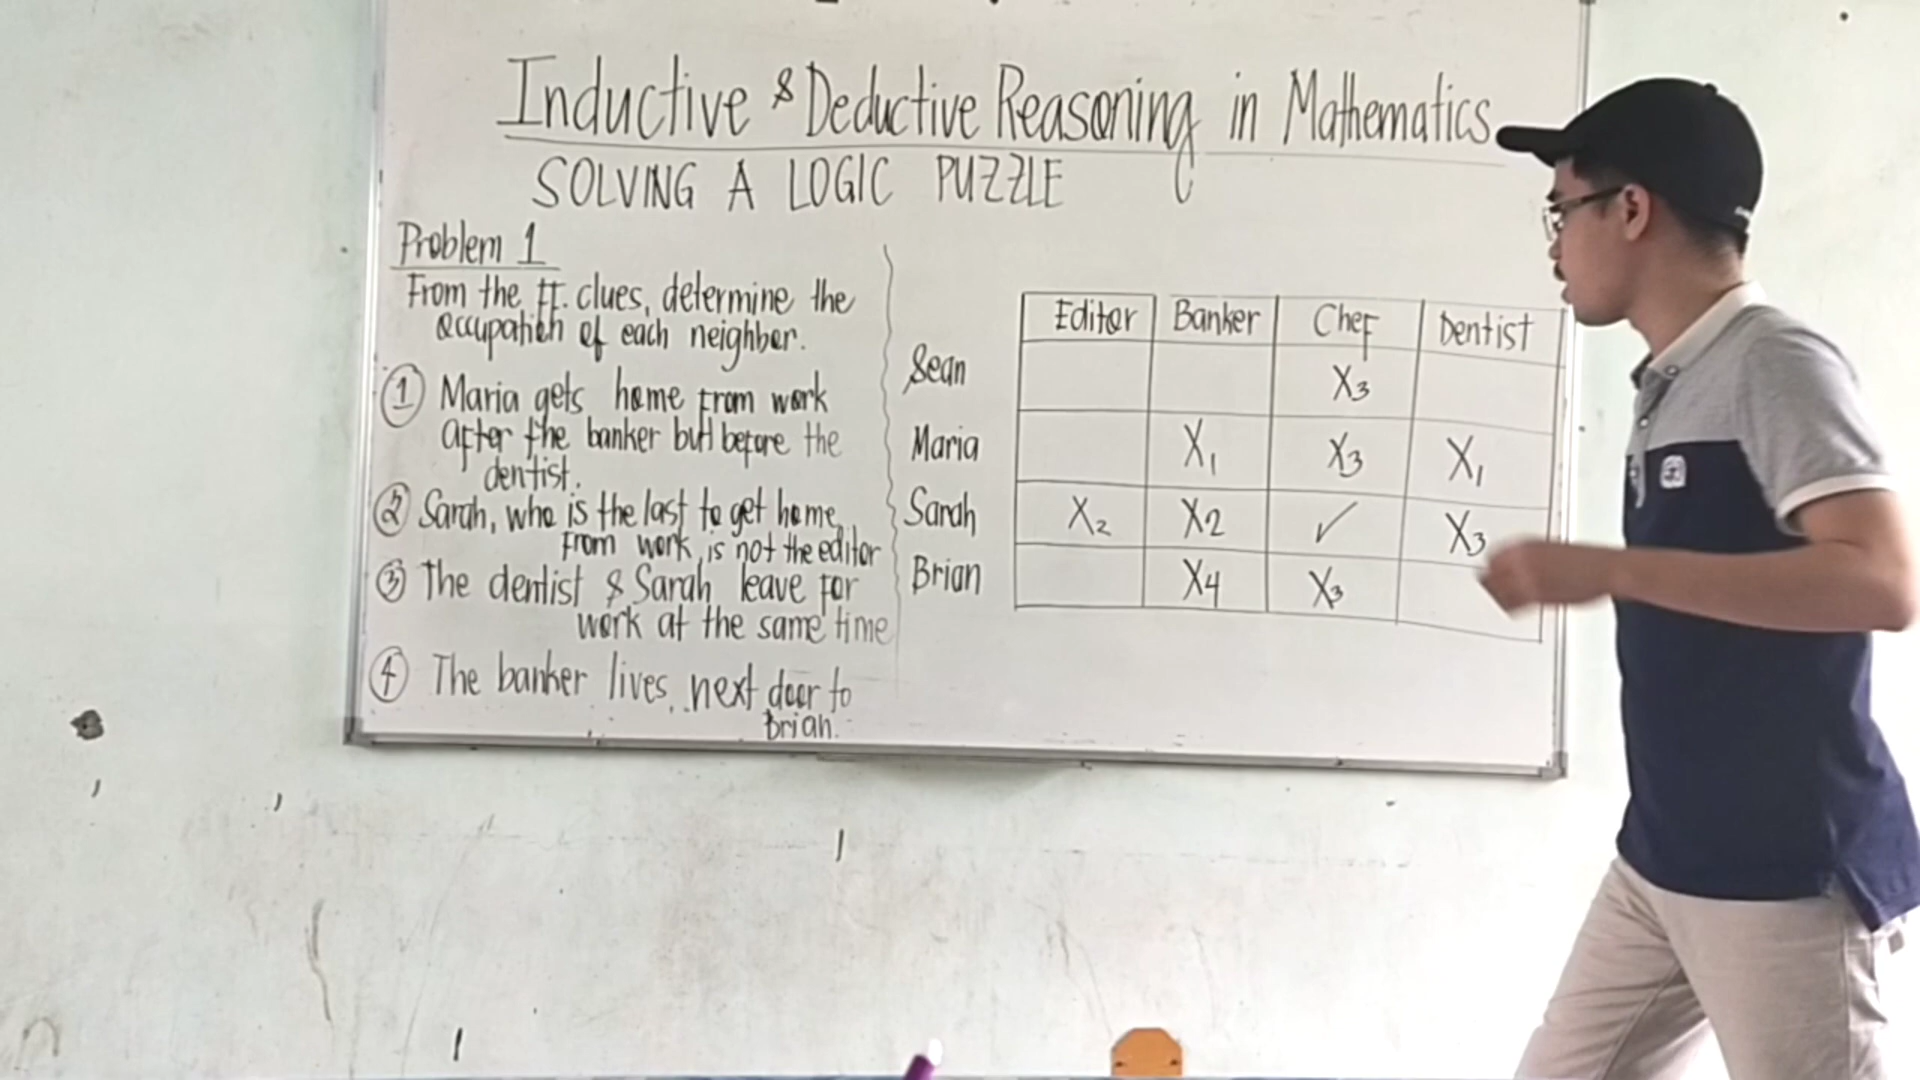 Inductive & Deductive Reasoning in Mathematics
SOLVING A LOGIC PUZZLE
Problem 1
From the ff. clues, determine the
occupation of each neighbor.
① Maria gets home from work
after the banker but before the
dentist.
② Sarah, who is the last to get home
from work, is not the editor
③ The dentist & Sarah leave for
work at the same time
④ The banker lives next door to
Brian.
Editor Banker Chef Dentist
Sean X3
Maria X1 X3 X1
Sarah X2 X2 ✓ X3
Brian X4 X3